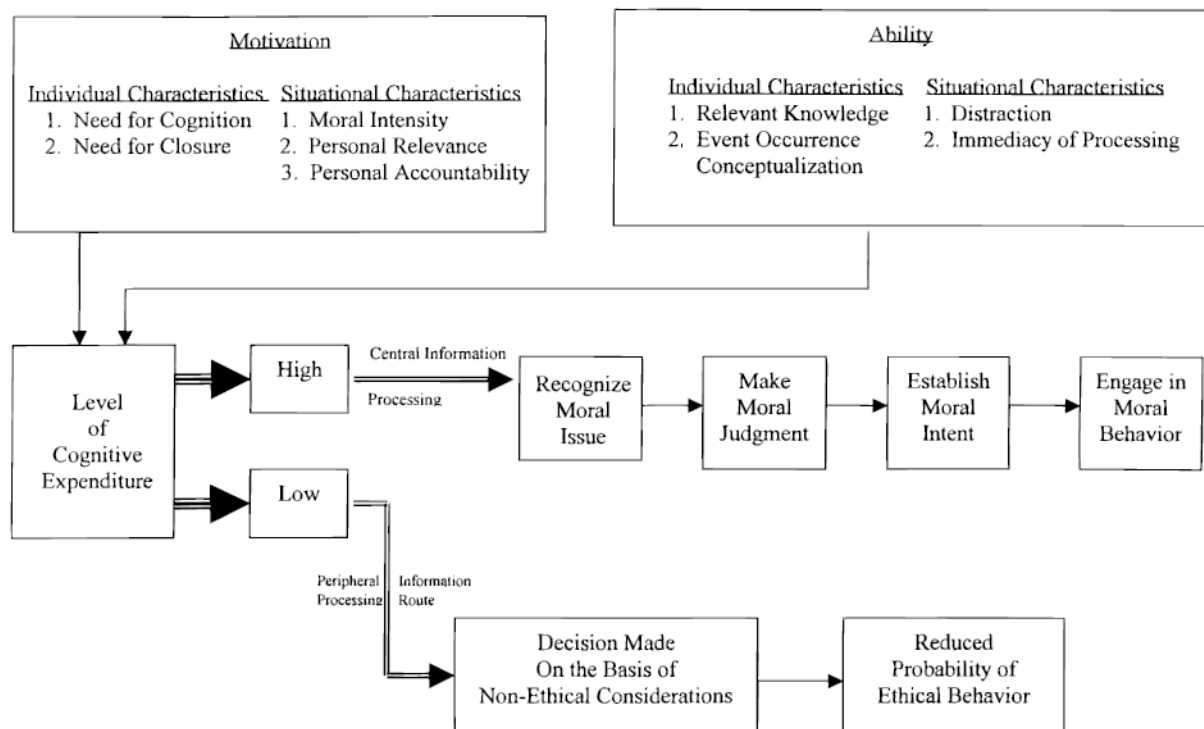 Motivation
Individual Characteristics Situational Characteristics
1. Need for Cognition 1. Moral Intensity
2. Need for Closure 2. Personal Relevance
3. Personal Accountability
Ability
Individual Characteristics Situational Characteristics
1. Relevant Knowledge 1. Distraction
2. Event Occurrence 2. Immediacy of Processing
Conceptualization
Level
of
Cognitive
Expenditure
High
Central Information
Processing
Recognize
Moral
Issue
Make
Moral
Judgment
Establish
Moral
Intent
Engage in
Moral
Behavior
Low
Peripheral Information
Processing Route
Decision Made
On the Basis of
Non-Ethical Considerations
Reduced
Probability of
Ethical Behavior